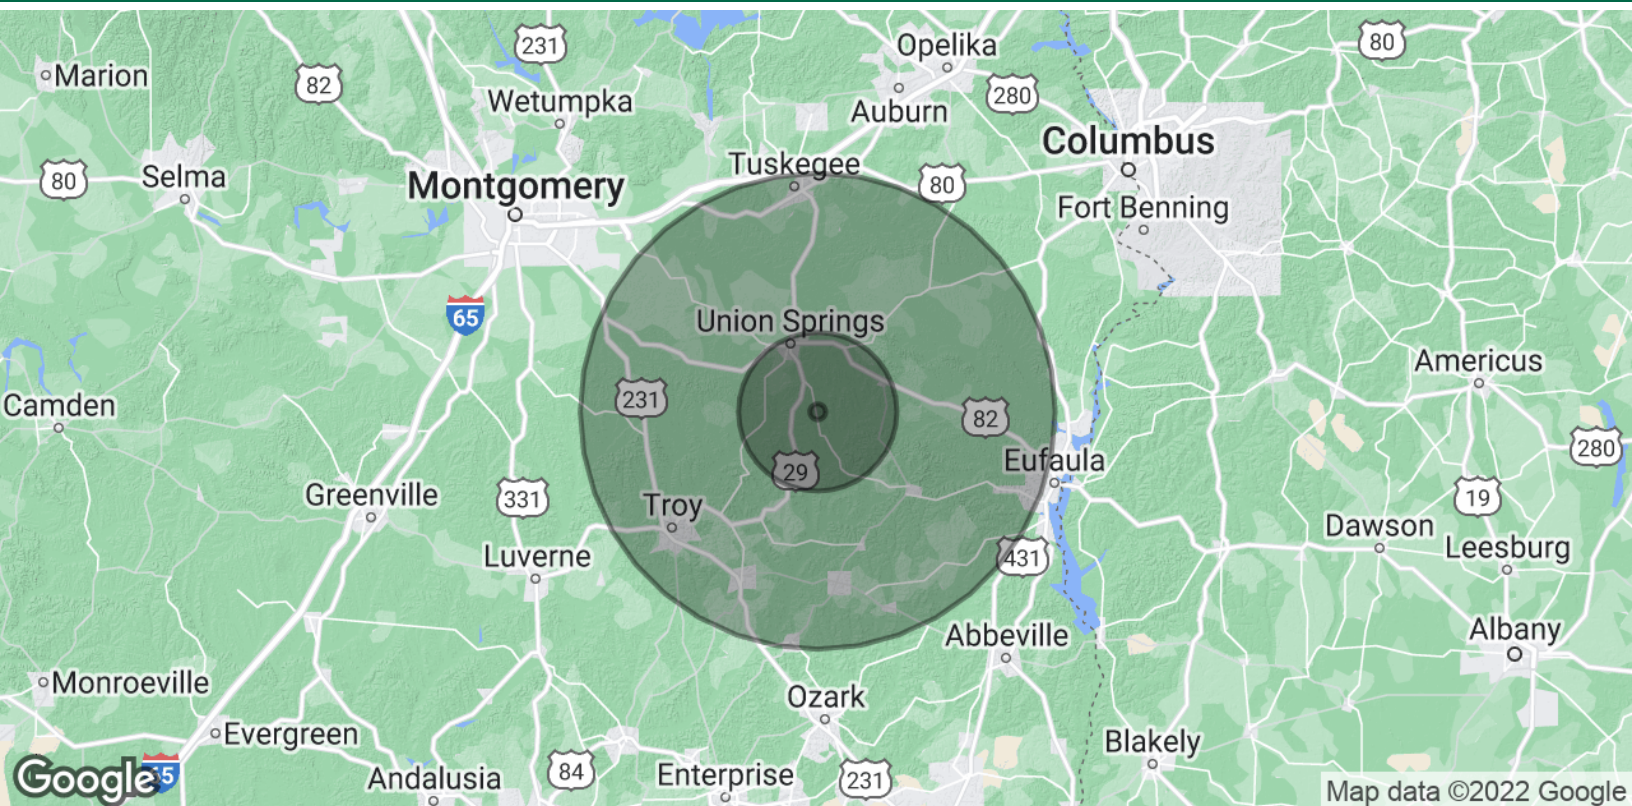 231
Opelika
80
Marion
82
280
Wetumpka
Auburn
Columbus
Tuskegee
80
Selma
80
Montgomery
Fort Benning
65
Union Springs
Americus
231
82
Camden
280
29
Eufaula
Greenville
331
19
Troy
Dawson
Leesburg
Luverne
431
Abbeville
Albany
Monroeville
Ozark
Evergreen
Blakely
Google
65
Andalusia
84
Enterprise
231
Map data ©2022 Google